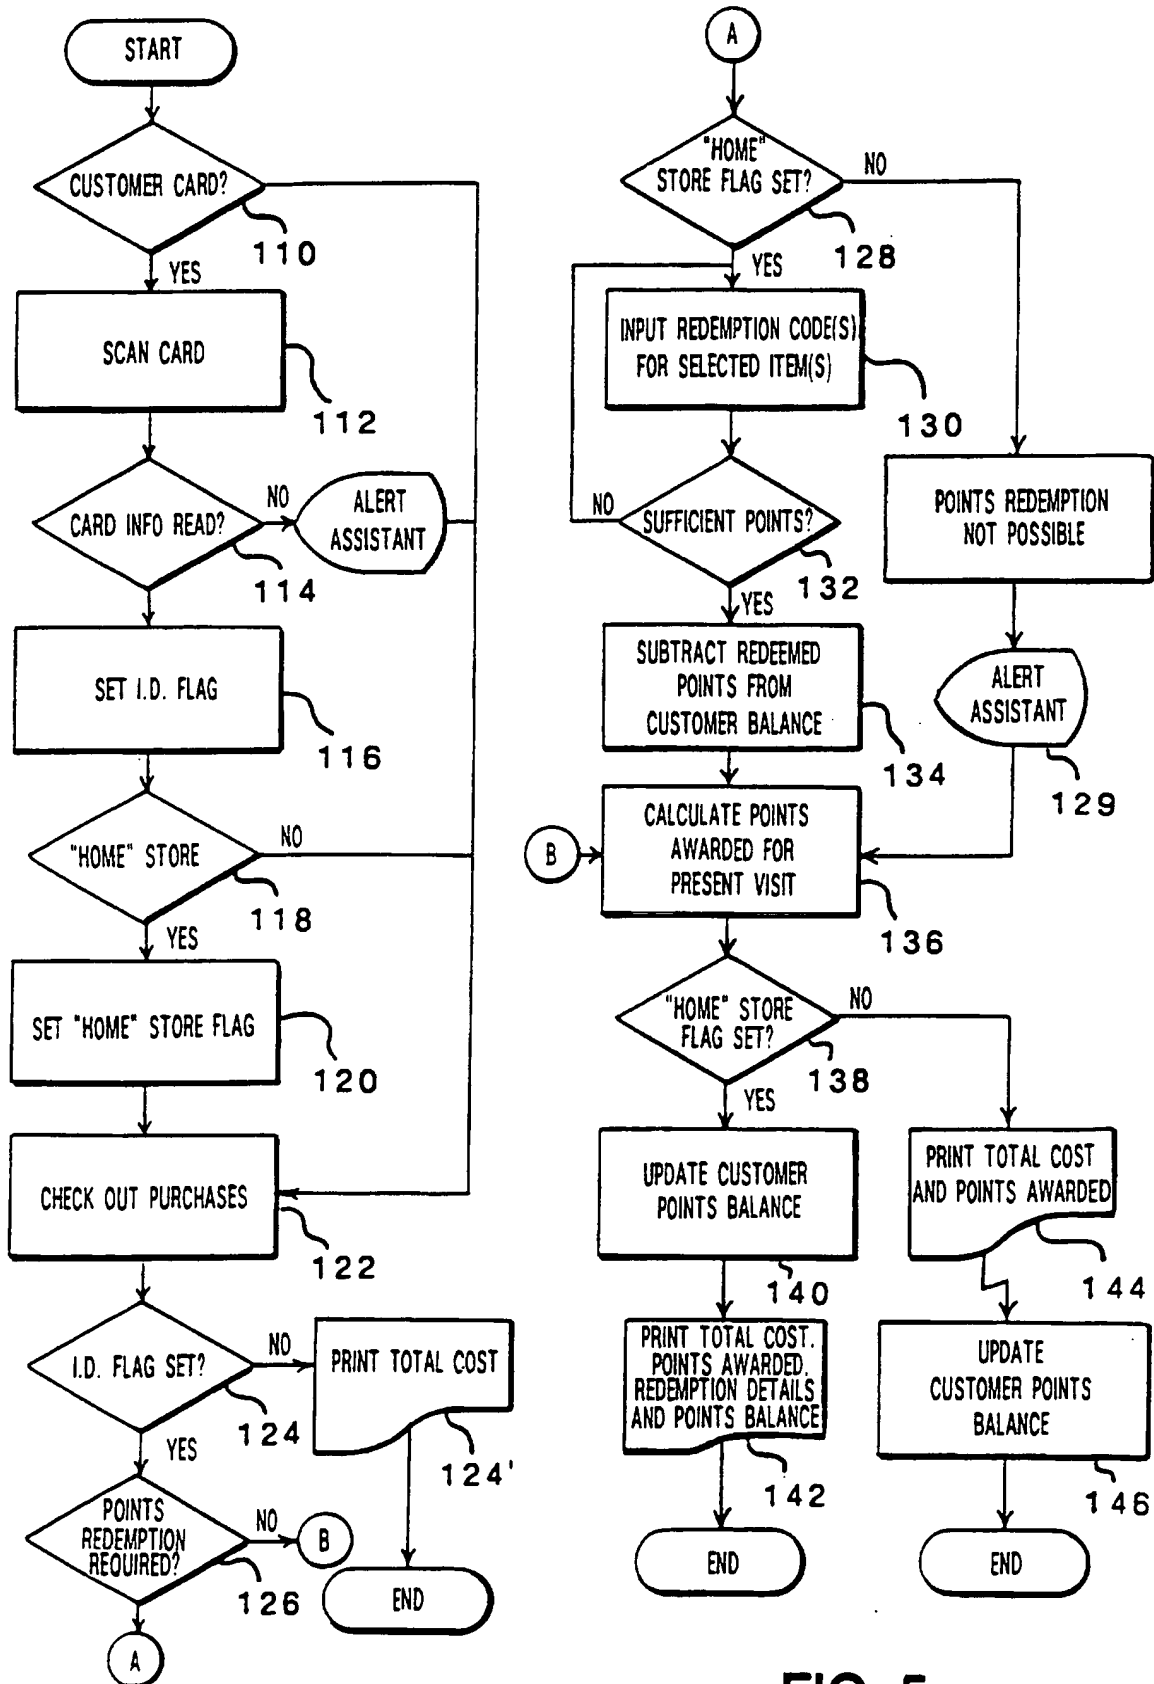 START
CUSTOMER CARD?
110
YES
SCAN CARD
112
CARD INFO READ?
NO
ALERT
ASSISTANT
114
SET I.D. FLAG
116
"HOME" STORE
NO
118
YES
SET "HOME" STORE FLAG
120
CHECK OUT PURCHASES
122
I.D. FLAG SET?
NO
PRINT TOTAL COST
124
124'
YES
POINTS
REDEMPTION
REQUIRED?
NO
B
126
END
A
A
"HOME"
STORE FLAG SET?
NO
128
YES
INPUT REDEMPTION CODE(S)
FOR SELECTED ITEM(S)
130
NO
SUFFICIENT POINTS?
132
POINTS REDEMPTION
NOT POSSIBLE
YES
SUBTRACT REDEEMED
POINTS FROM
CUSTOMER BALANCE
134
ALERT
ASSISTANT
129
B
CALCULATE POINTS
AWARDED FOR
PRESENT VISIT
136
"HOME" STORE
FLAG SET?
NO
138
YES
UPDATE CUSTOMER
POINTS BALANCE
140
PRINT TOTAL COST
AND POINTS AWARDED
144
PRINT TOTAL COST.
POINTS AWARDED.
REDEMPTION DETAILS
AND POINTS BALANCE
142
UPDATE
CUSTOMER POINTS
BALANCE
146
END
END
FIG. 5